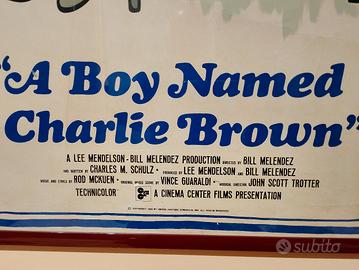 "A Boy Named
Charlie Brown"
A LEE MENDELSON - BILL MELENDEZ PRODUCTION DIRECTED BY BILL MELENDEZ
AND WRITTEN BY CHARLES M. SCHULZ • PRODUCED BY LEE MENDELSON AND BILL MELENDEZ
MUSIC AND LYRICS BY ROD MCKUEN • ORIGINAL MUSIC SCORE BY VINCE GUARALDI • MUSICAL DIRECTION JOHN SCOTT TROTTER
TECHNICOLOR® A CINEMA CENTER FILMS PRESENTATION
subito